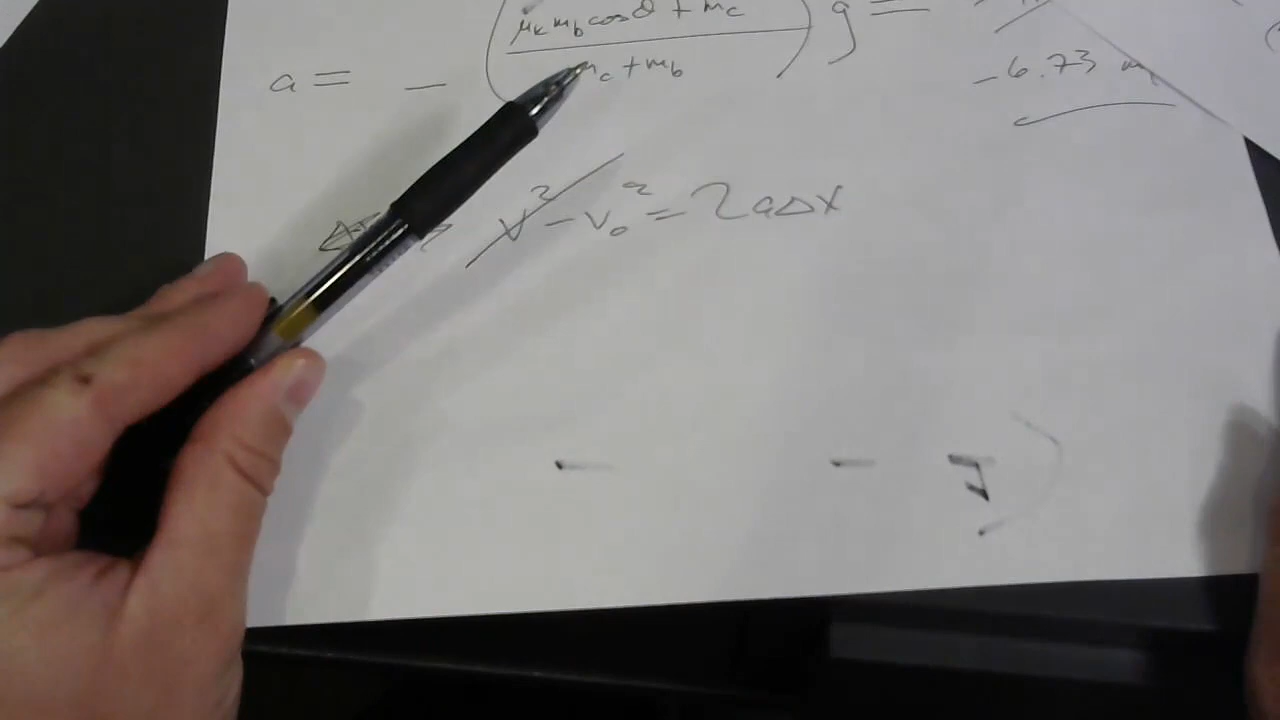 μk mb cosθ + mc
a = - ( mc + mb ) g =
-6.73 m
v² - v₀² = 2aΔx